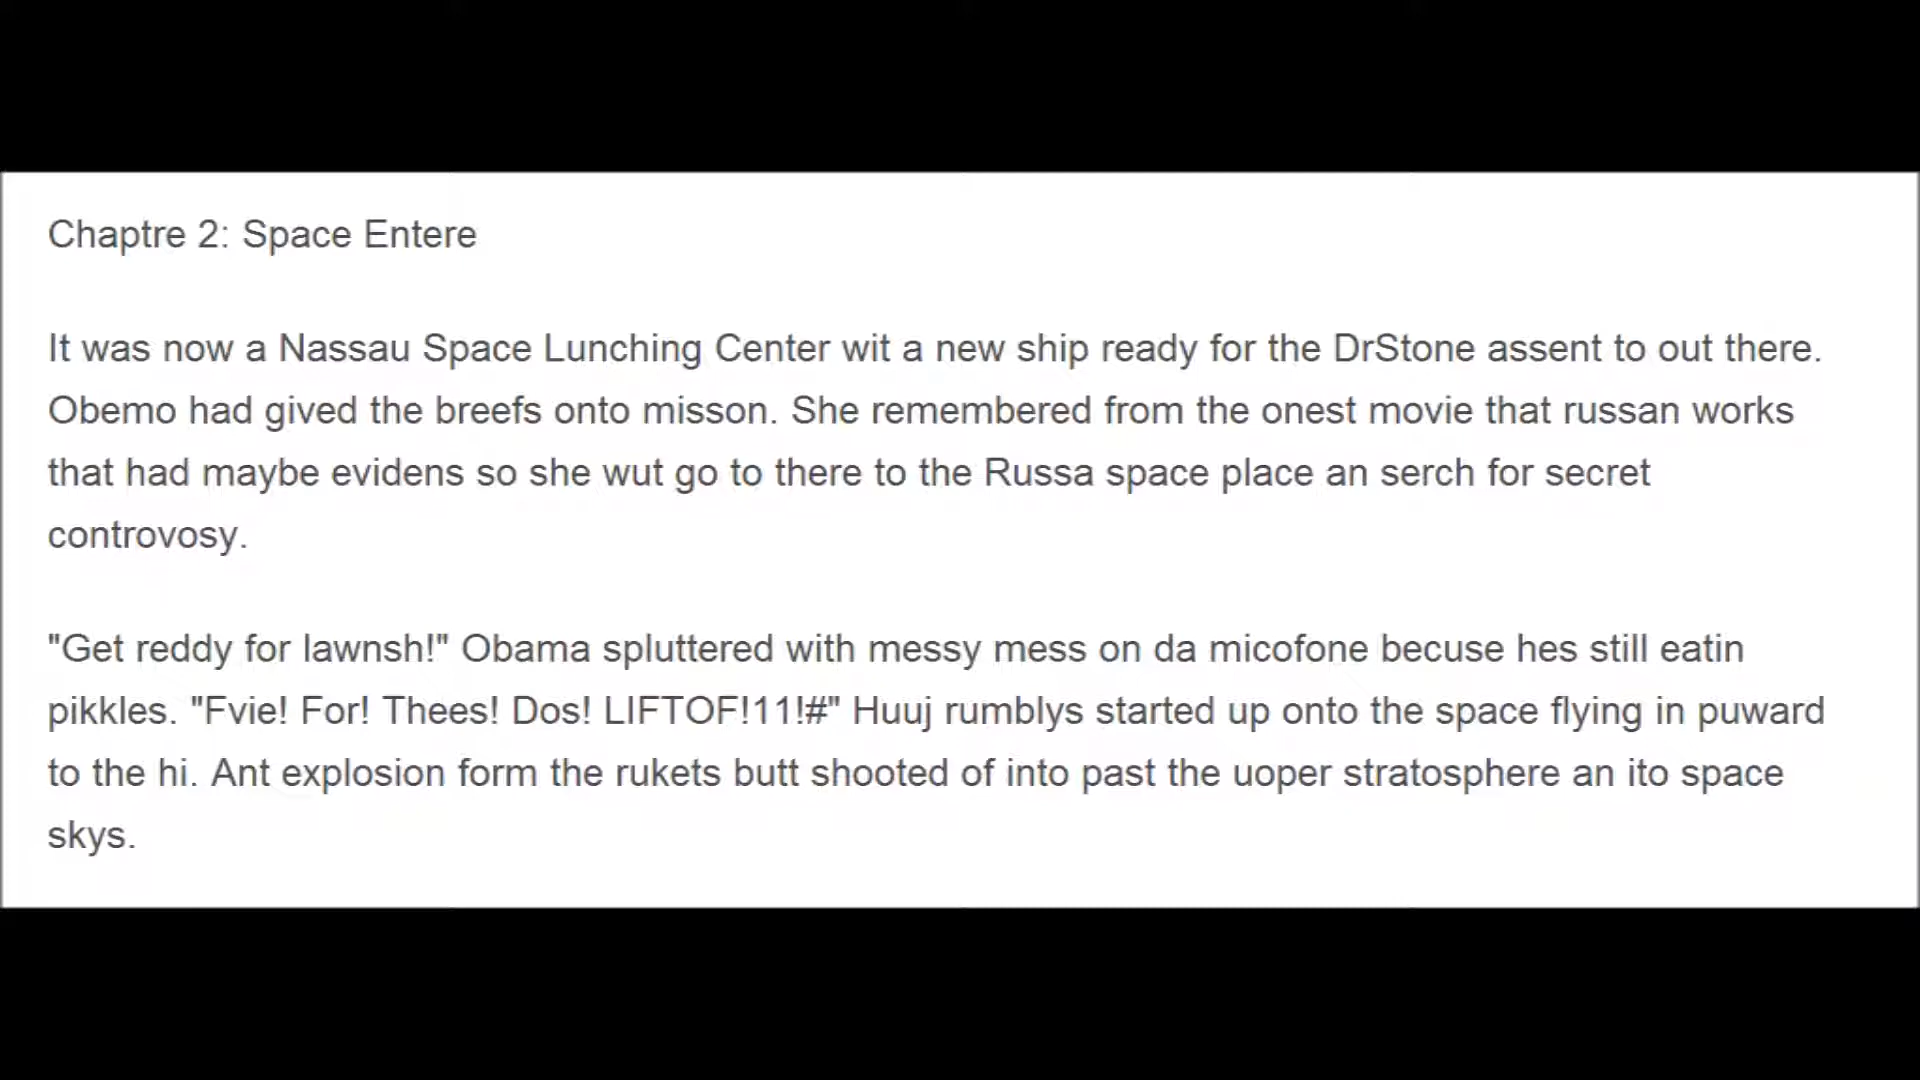 Chaptre 2: Space Entere
It was now a Nassau Space Lunching Center wit a new ship ready for the DrStone assent to out there.
Obemo had gived the breefs onto misson. She remembered from the onest movie that russan works
that had maybe evidens so she wut go to there to the Russa space place an serch for secret
controvosy.
"Get reddy for lawnsh!" Obama spluttered with messy mess on da micofone becuse hes still eatin
pikkles. "Fvie! For! Thees! Dos! LIFTOF!11!#" Huuj rumblys started up onto the space flying in puward
to the hi. Ant explosion form the rukets butt shooted of into past the uoper stratosphere an ito space
skys.